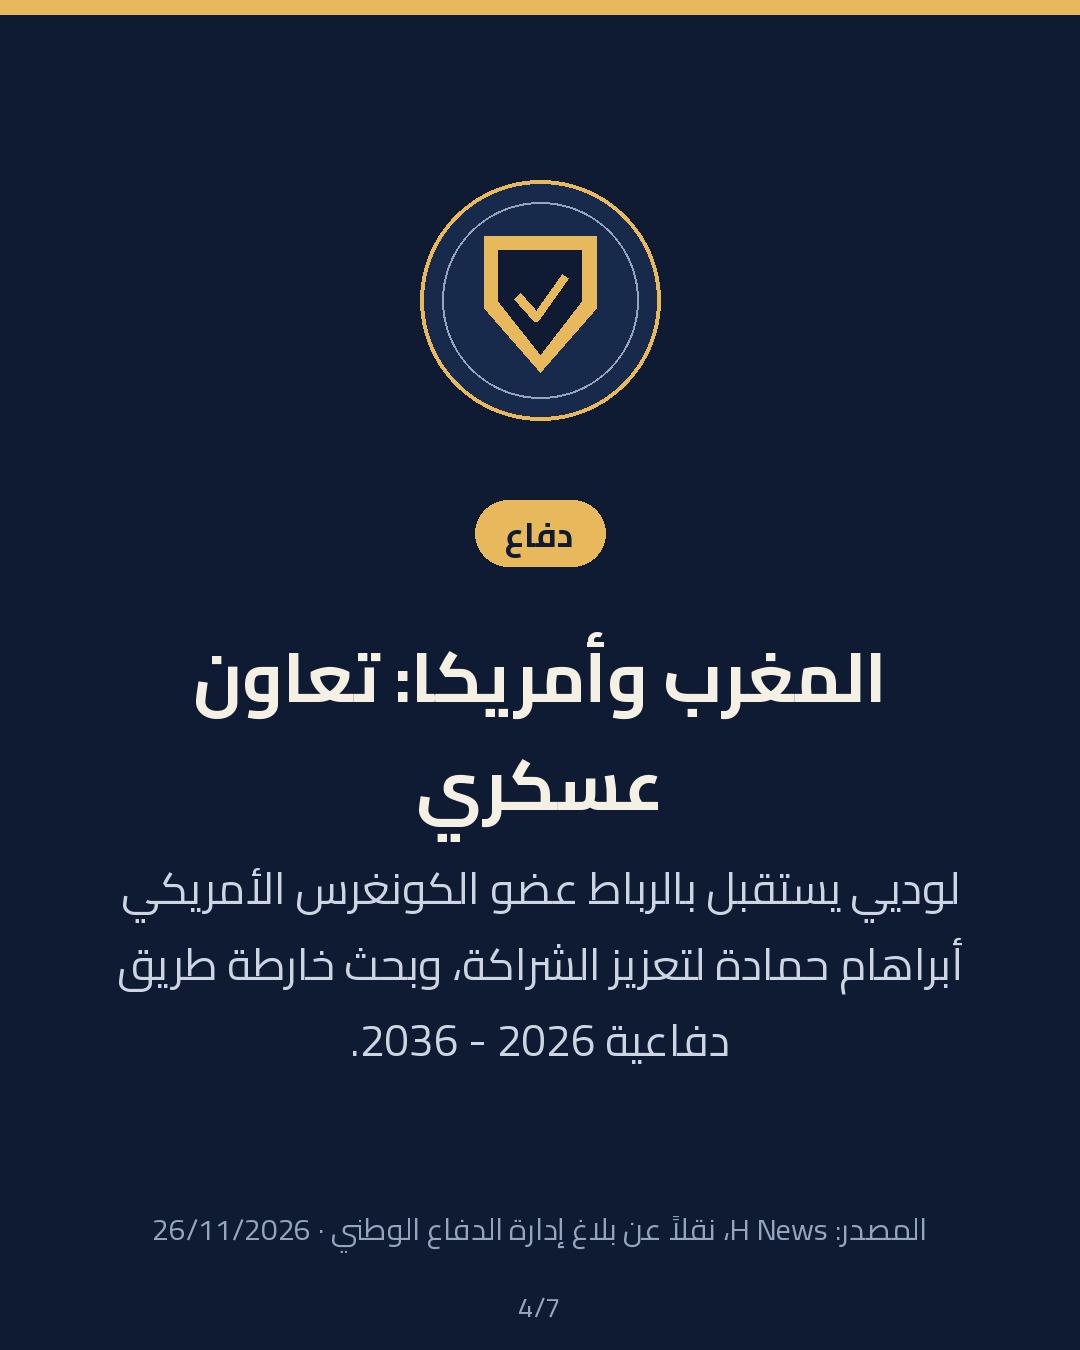 دفاع
المغرب وأمريكا: تعاون
عسكري
لوديي يستقبل بالرباط عضو الكونغرس الأمريكي
أبراهام حمادة لتعزيز الشراكة، وبحث خارطة طريق
دفاعية 2026 - 2036.
المصدر: H News، نقلاً عن بلاغ إدارة الدفاع الوطني · 26/11/2026
4/7